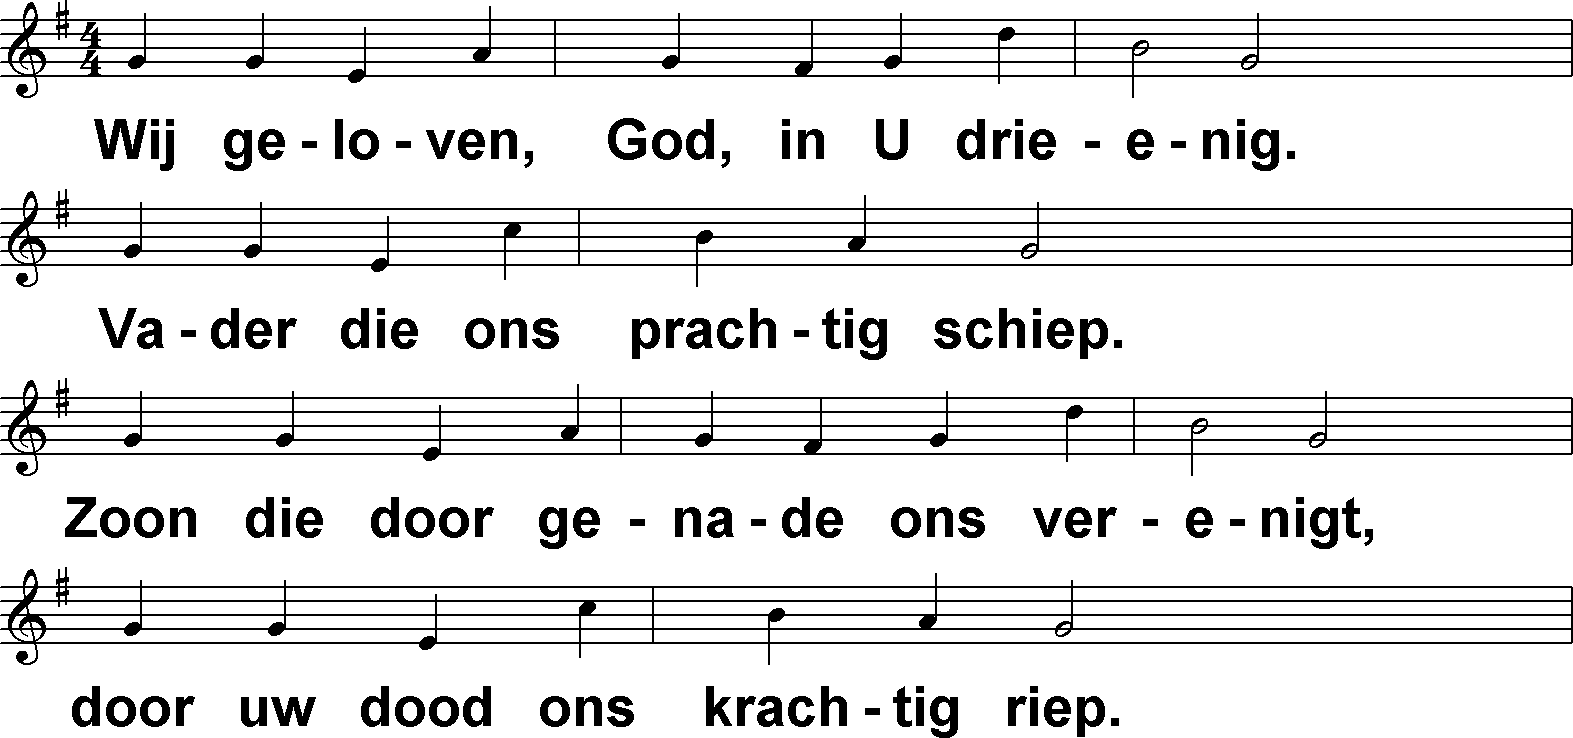 4
4
Wij ge - lo - ven, God, in U drie - e - nig.
Va - der die ons prach - tig schiep.
Zoon die door ge - na - de ons ver - e - nigt,
door uw dood ons krach - tig riep.